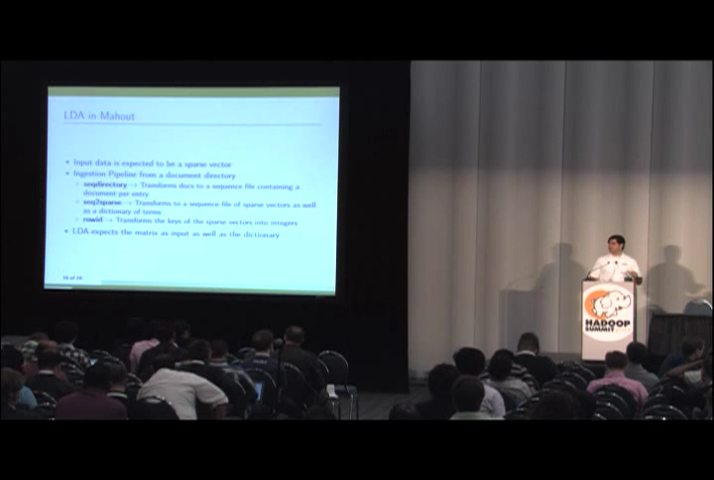 LDA in Mahout
• Input data is expected to be a sparse vector
• Ingestion Pipeline from a document directory
◦ seqdirectory → Transforms docs to a sequence file containing a
document per entry
◦ seq2sparse → Transforms to a sequence file of sparse vectors as well
as a dictionary of terms
◦ rowid → Transforms the keys of the sparse vectors into integers
• LDA expects the matrix as input as well as the dictionary
HADOOP
SUMMIT